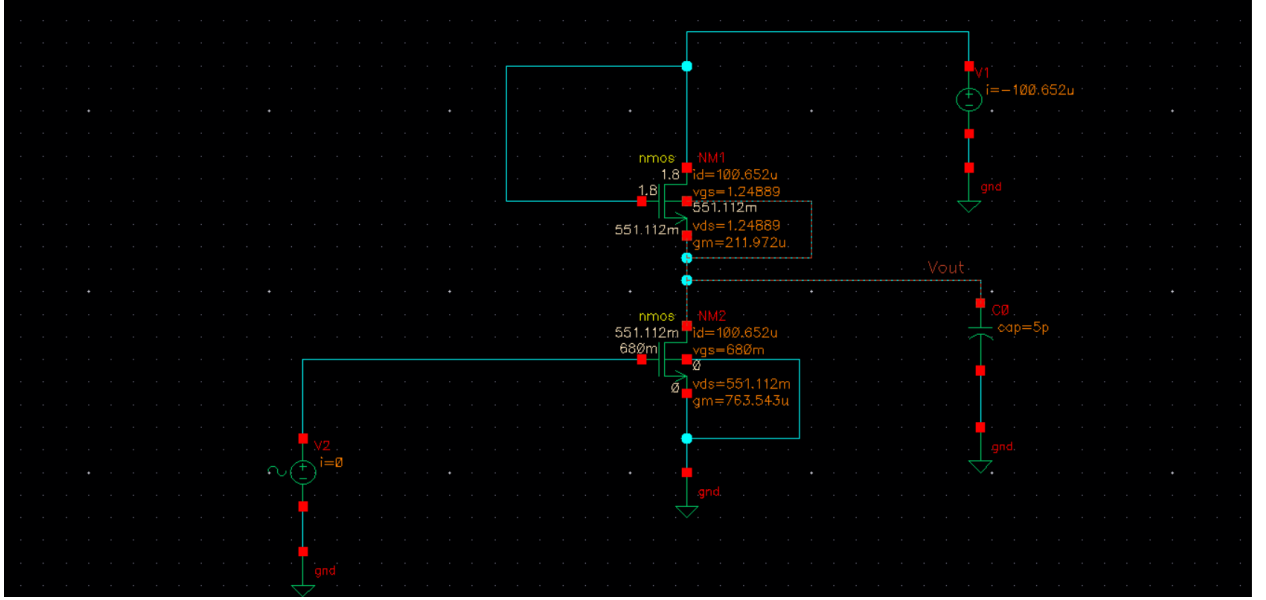 V1
i=-100.652u
gnd
nmos NM1
1.8 id=100.652u
1.8 vgs=1.24889
551.112m
551.112m vds=1.24889
gm=211.972u
Vout
nmos NM2
551.112m id=100.652u
680m vgs=680m
0
0 vds=551.112m
gm=763.543u
C0
cap=5p
gnd
V2
i=0
gnd
gnd